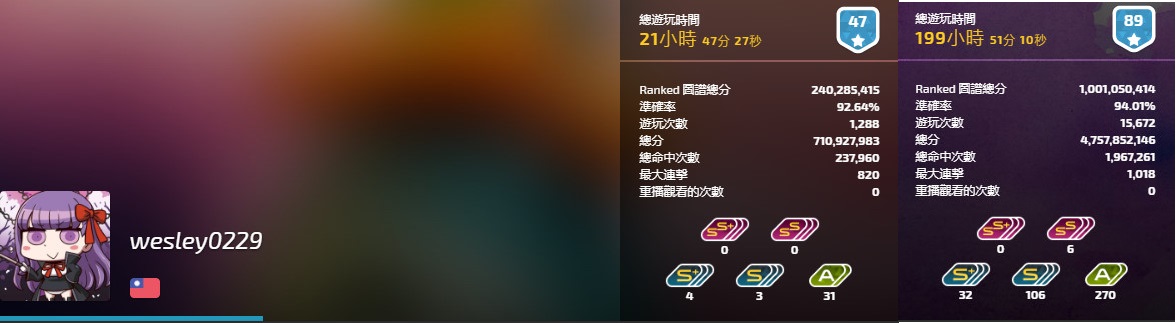 wesley0229
總遊玩時間
21小時 47分 27秒
47
Ranked 圖譜總分 240,285,415
準確率 92.64%
遊玩次數 1,288
總分 710,927,983
總命中次數 237,960
最大連擊 820
重播觀看的次數 0
SS+ SS
0 0
S+ S A
4 3 31
總遊玩時間
199小時 51分 10秒
89
Ranked 圖譜總分 1,001,050,414
準確率 94.01%
遊玩次數 15,672
總分 4,757,852,146
總命中次數 1,967,261
最大連擊 1,018
重播觀看的次數 0
SS+ SS
0 6
S+ S A
32 106 270